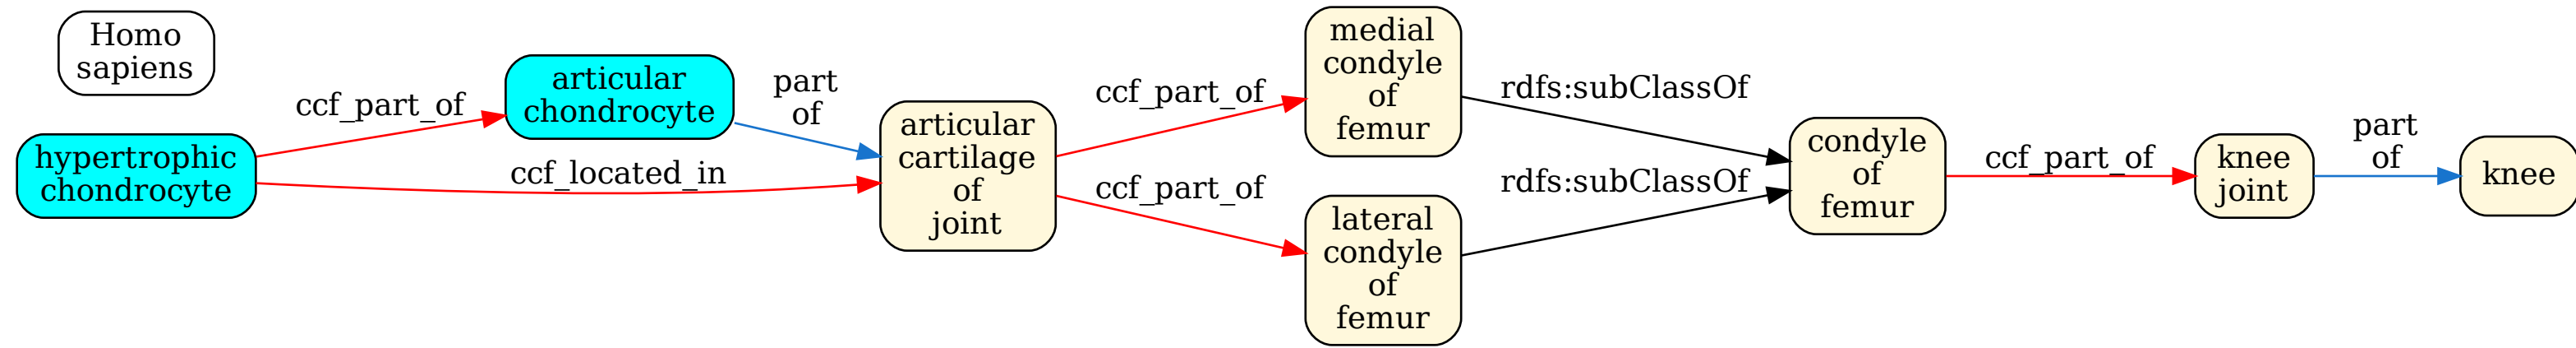 Homo
sapiens
hypertrophic
chondrocyte
ccf_part_of
articular
chondrocyte
ccf_located_in
part
of
articular
cartilage
of
joint
ccf_part_of
ccf_part_of
medial
condyle
of
femur
lateral
condyle
of
femur
rdfs:subClassOf
rdfs:subClassOf
condyle
of
femur
ccf_part_of
knee
joint
part
of
knee